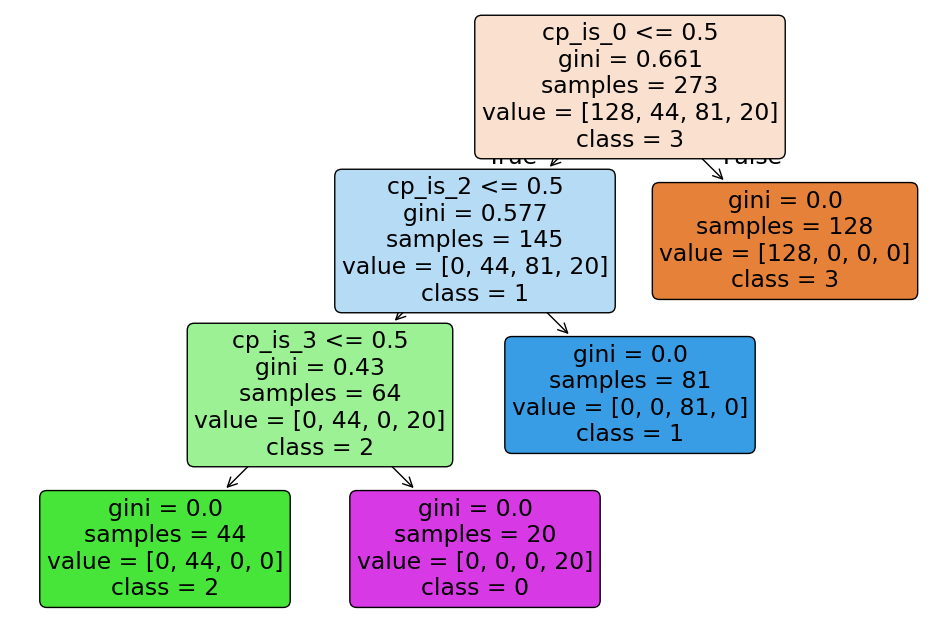 cp_is_0 <= 0.5
gini = 0.661
samples = 273
value = [128, 44, 81, 20]
class = 3
True
False
cp_is_2 <= 0.5
gini = 0.577
samples = 145
value = [0, 44, 81, 20]
class = 1
gini = 0.0
samples = 128
value = [128, 0, 0, 0]
class = 3
cp_is_3 <= 0.5
gini = 0.43
samples = 64
value = [0, 44, 0, 20]
class = 2
gini = 0.0
samples = 81
value = [0, 0, 81, 0]
class = 1
gini = 0.0
samples = 44
value = [0, 44, 0, 0]
class = 2
gini = 0.0
samples = 20
value = [0, 0, 0, 20]
class = 0